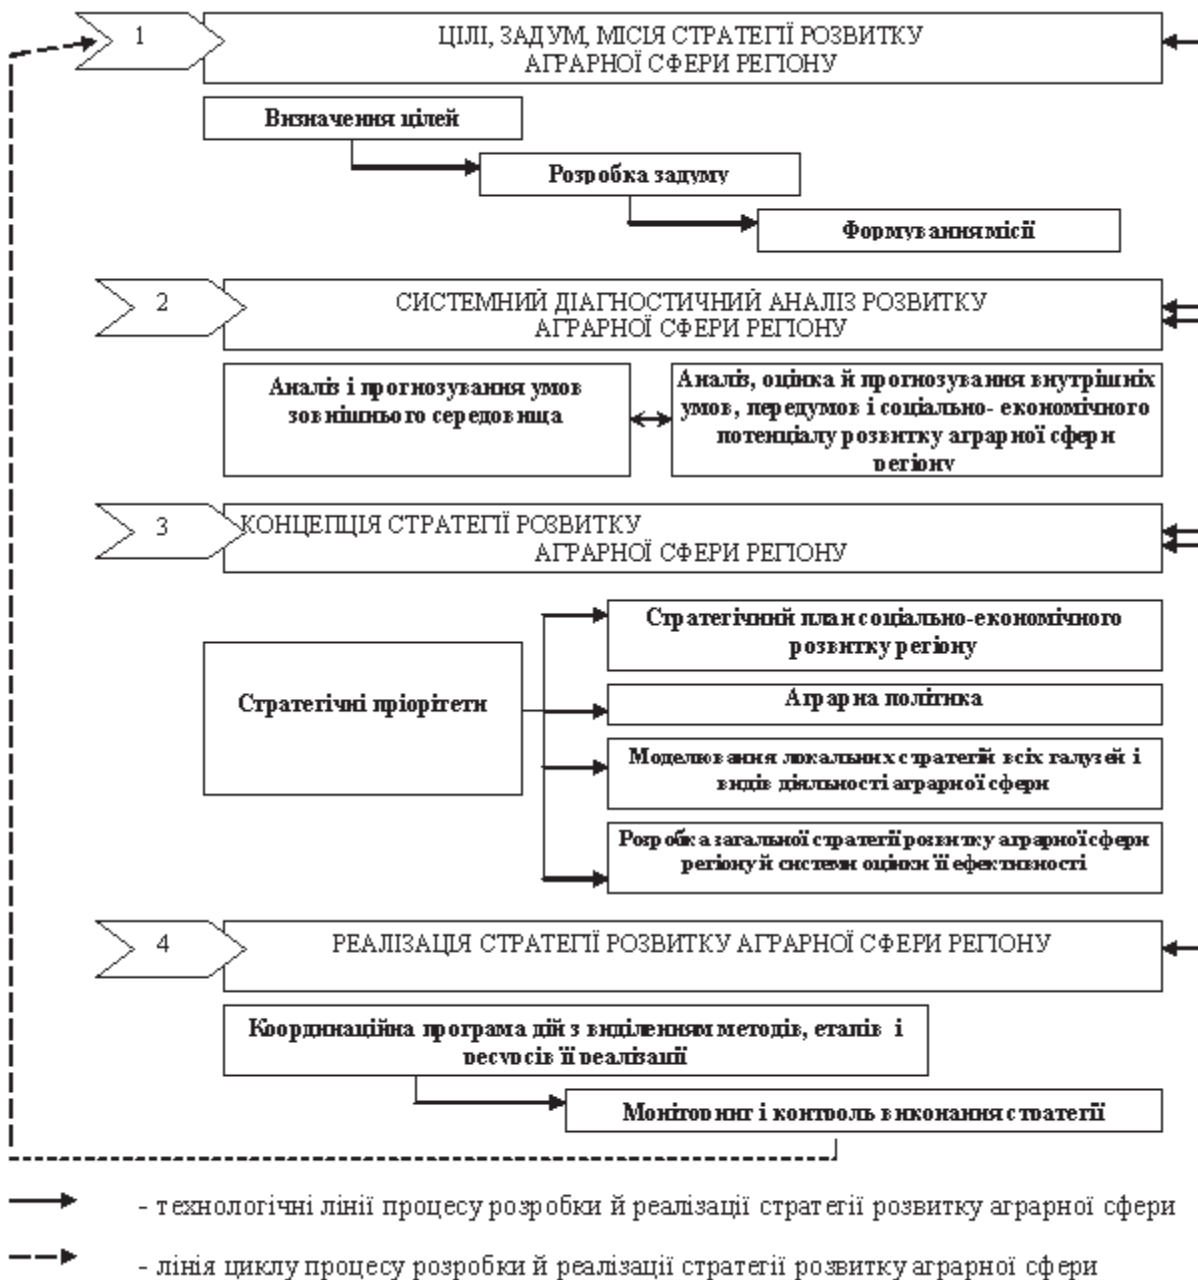 1
ЦІЛІ, ЗАДУМ, МІСІЯ СТРАТЕГІЇ РОЗВИТКУ
АГРАРНОЇ СФЕРИ РЕГІОНУ
Визначення цілей
Розробка задуму
Формування місії
2
СИСТЕМНИЙ ДІАГНОСТИЧНИЙ АНАЛІЗ РОЗВИТКУ
АГРАРНОЇ СФЕРИ РЕГІОНУ
Аналіз і прогнозування умов
зовнішнього середовища
Аналіз, оцінка й прогнозування внутрішніх
умов, передумов і соціально- економічного
потенціалу розвитку аграрної сфери
регіону
3
КОНЦЕПЦІЯ СТРАТЕГІЇ РОЗВИТКУ
АГРАРНОЇ СФЕРИ РЕГІОНУ
Стратегічні пріорітети
Стратегічний план соціально-економічного
розвитку регіону
Аграрна політика
Моделювання локальних стратегій всіх галузей і
видів діяльності аграрної сфери
Розробка загальної стратегії розвитку аграрної сфери
регіону й системи оцінки її ефективності
4
РЕАЛІЗАЦІЯ СТРАТЕГІЇ РОЗВИТКУ АГРАРНОЇ СФЕРИ РЕГІОНУ
Координаційна програма дій з виділенням методів, етапів і
ресурсів її реалізації
Моніторинг і контроль виконання стратегії
- технологічні лінії процесу розробки й реалізації стратегії розвитку аграрної сфери
- лінія циклу процесу розробки й реалізації стратегії розвитку аграрної сфери